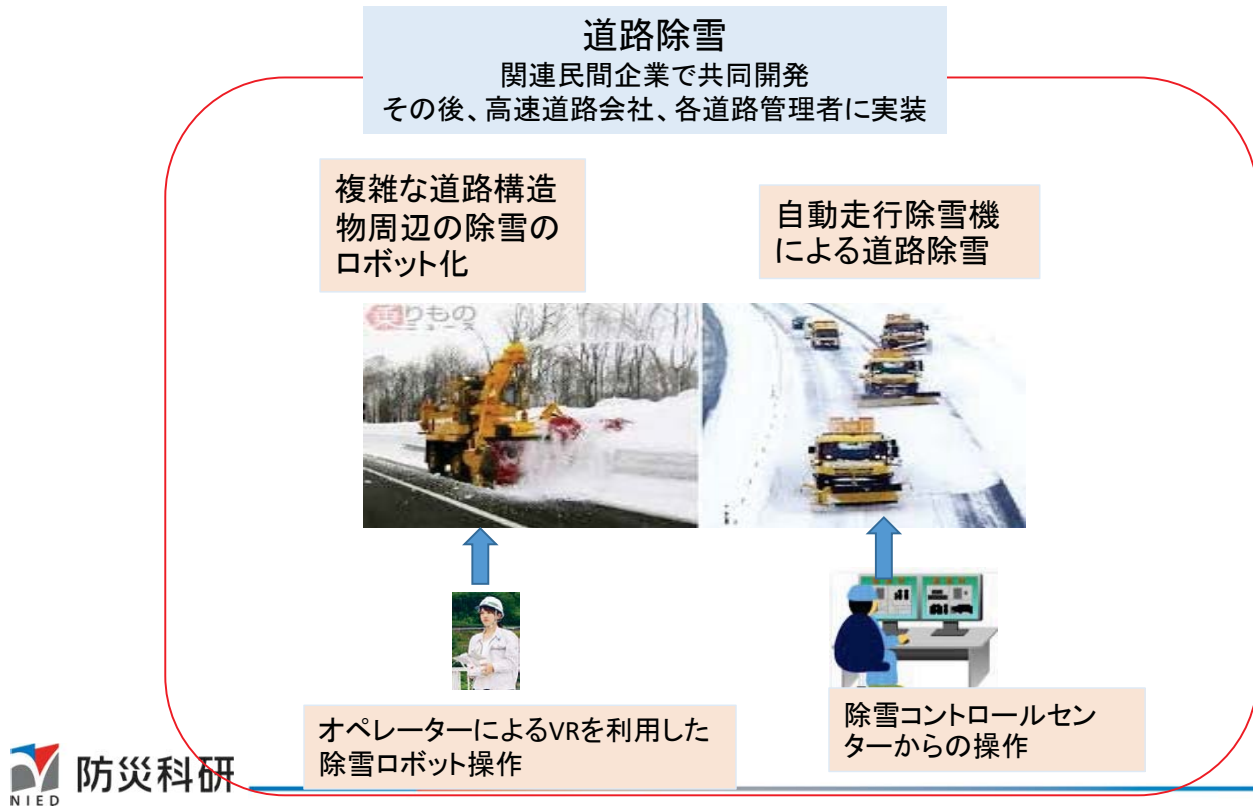 道路除雪
関連民間企業で共同開発
その後、高速道路会社、各道路管理者に実装
複雑な道路構造
物周辺の除雪の
ロボット化
自動走行除雪機
による道路除雪
乗りもの
ニュース
オペレーターによるVRを利用した
除雪ロボット操作
除雪コントロールセン
ターからの操作
防災科研
NIED